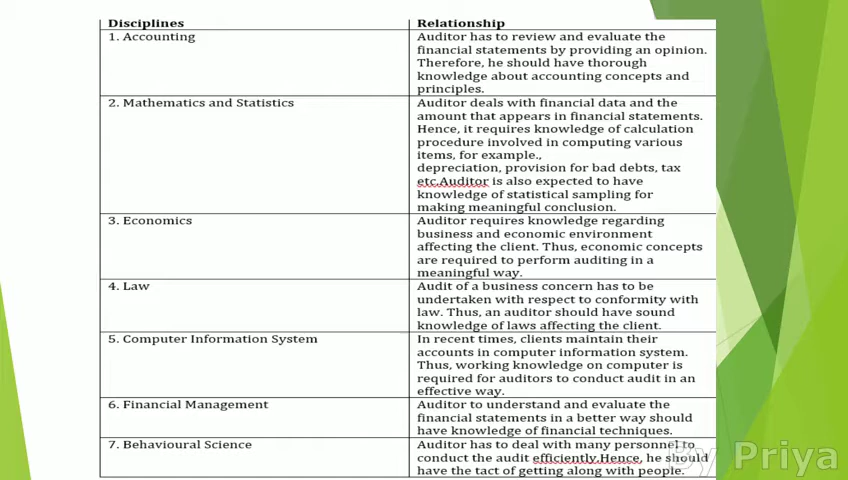 Disciplines Relationship
1. Accounting Auditor has to review and evaluate the
financial statements by providing an opinion.
Therefore, he should have thorough
knowledge about accounting concepts and
principles.
2. Mathematics and Statistics Auditor deals with financial data and the
amount that appears in financial statements.
Hence, it requires knowledge of calculation
procedure involved in computing various
items, for example.,
depreciation, provision for bad debts, tax
etc.Auditor is also expected to have
knowledge of statistical sampling for
making meaningful conclusion.
3. Economics Auditor requires knowledge regarding
business and economic environment
affecting the client. Thus, economic concepts
are required to perform auditing in a
meaningful way.
4. Law Audit of a business concern has to be
undertaken with respect to conformity with
law. Thus, an auditor should have sound
knowledge of laws affecting the client.
5. Computer Information System In recent times, clients maintain their
accounts in computer information system.
Thus, working knowledge on computer is
required for auditors to conduct audit in an
effective way.
6. Financial Management Auditor to understand and evaluate the
financial statements in a better way should
have knowledge of financial techniques.
7. Behavioural Science Auditor has to deal with many personnel to
conduct the audit efficiently.Hence, he should
have the tact of getting along with people.
By Priya